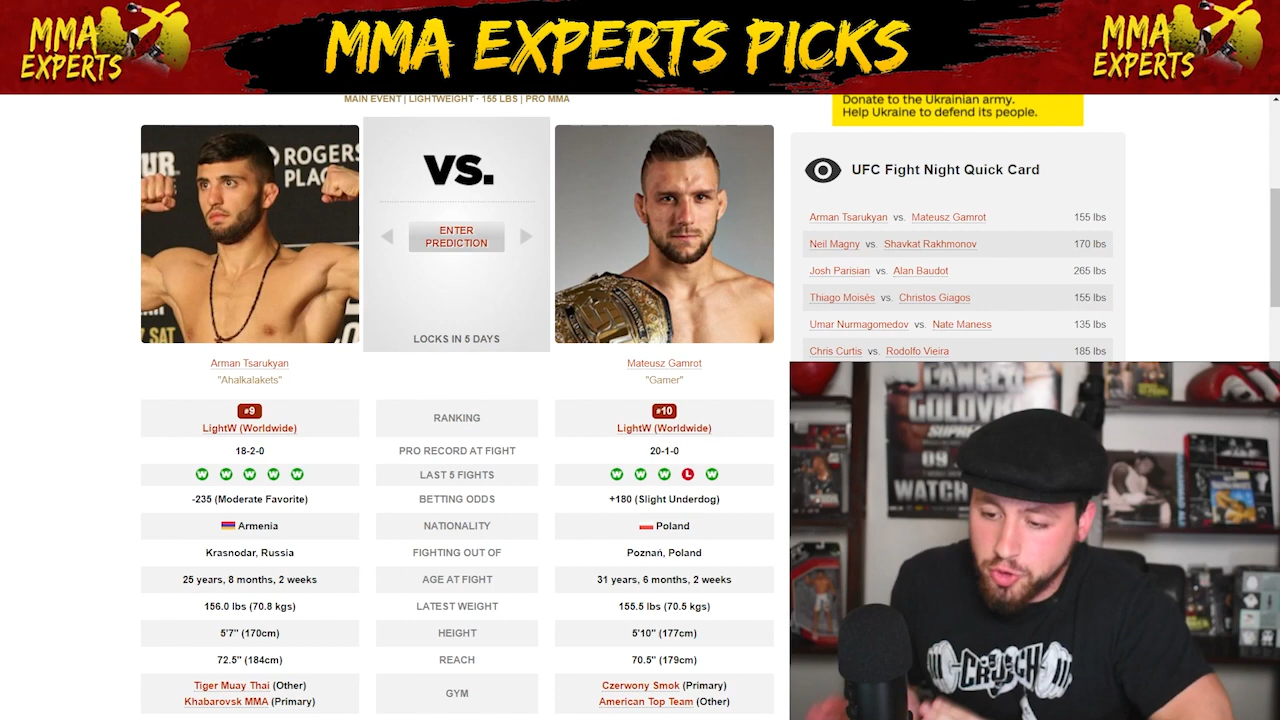 MMA
EXPERTS
MMA EXPERTS PICKS
MMA
EXPERTS
MAIN EVENT | LIGHTWEIGHT · 155 LBS | PRO MMA
Donate to the Ukrainian army.
Help Ukraine to defend its people.
ROGERS
PLAC
VS.
ENTER
PREDICTION
LOCKS IN 5 DAYS
UFC Fight Night Quick Card
Arman Tsarukyan vs. Mateusz Gamrot 155 lbs
Neil Magny vs. Shavkat Rakhmonov 170 lbs
Josh Parisian vs. Alan Baudot 265 lbs
Thiago Moisés vs. Christos Giagos 155 lbs
Umar Nurmagomedov vs. Nate Maness 135 lbs
Chris Curtis vs. Rodolfo Vieira 185 lbs
Arman Tsarukyan Mateusz Gamrot
"Ahalkalakets" "Gamer"
#9 RANKING #10
LightW (Worldwide) LightW (Worldwide)
18-2-0 PRO RECORD AT FIGHT 20-1-0
W W W W W LAST 5 FIGHTS W W W L W
-235 (Moderate Favorite) BETTING ODDS +180 (Slight Underdog)
Armenia NATIONALITY Poland
Krasnodar, Russia FIGHTING OUT OF Poznań, Poland
25 years, 8 months, 2 weeks AGE AT FIGHT 31 years, 6 months, 2 weeks
156.0 lbs (70.8 kgs) LATEST WEIGHT 155.5 lbs (70.5 kgs)
5'7" (170cm) HEIGHT 5'10" (177cm)
72.5" (184cm) REACH 70.5" (179cm)
Tiger Muay Thai (Other) GYM Czerwony Smok (Primary)
Khabarovsk MMA (Primary) American Top Team (Other)
CANELO
GOLOVKIN
SUPREM
09
WATCH
CRUSCH